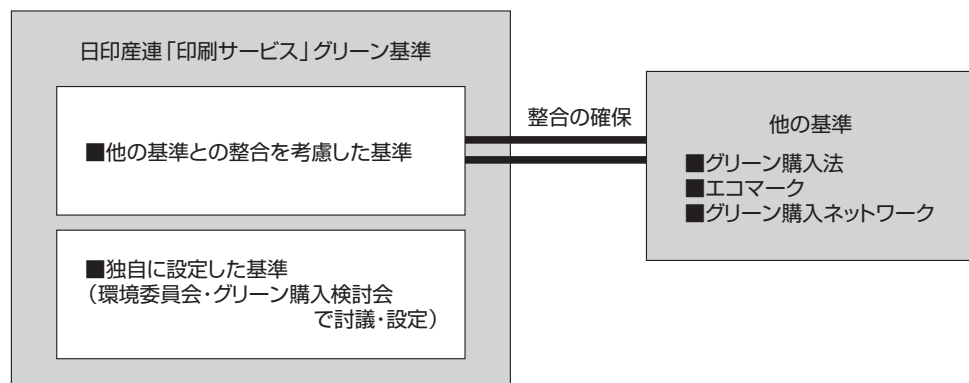 日印産連「印刷サービス」グリーン基準
■他の基準との整合を考慮した基準
■独自に設定した基準
（環境委員会・グリーン購入検討会
で討議・設定）
整合の確保
他の基準
■グリーン購入法
■エコマーク
■グリーン購入ネットワーク